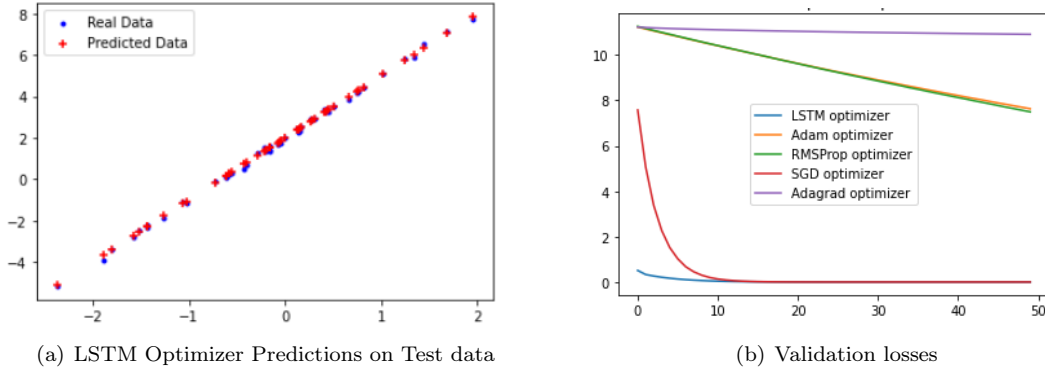 8
6
4
2
0
−2
−4
−2
−1
0
1
2
Real Data
Predicted Data
(a) LSTM Optimizer Predictions on Test data
10
8
6
4
2
0
0
10
20
30
40
50
LSTM optimizer
Adam optimizer
RMSProp optimizer
SGD optimizer
Adagrad optimizer
(b) Validation losses